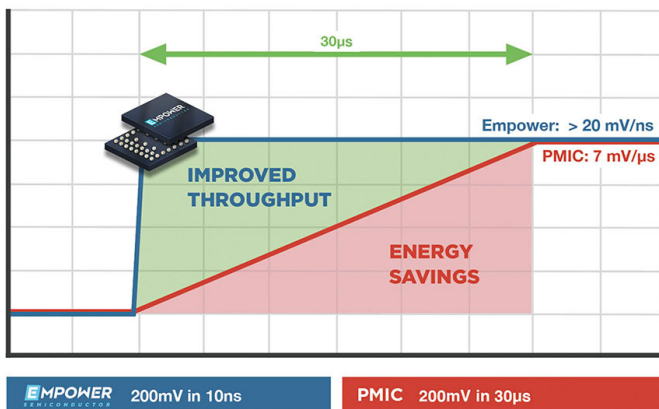 30µs
EMPOWER
Empower: > 20 mV/ns
PMIC: 7 mV/µs
IMPROVED
THROUGHPUT
ENERGY
SAVINGS
EMPOWER
SEMICONDUCTOR
200mV in 10ns
PMIC 200mV in 30µs